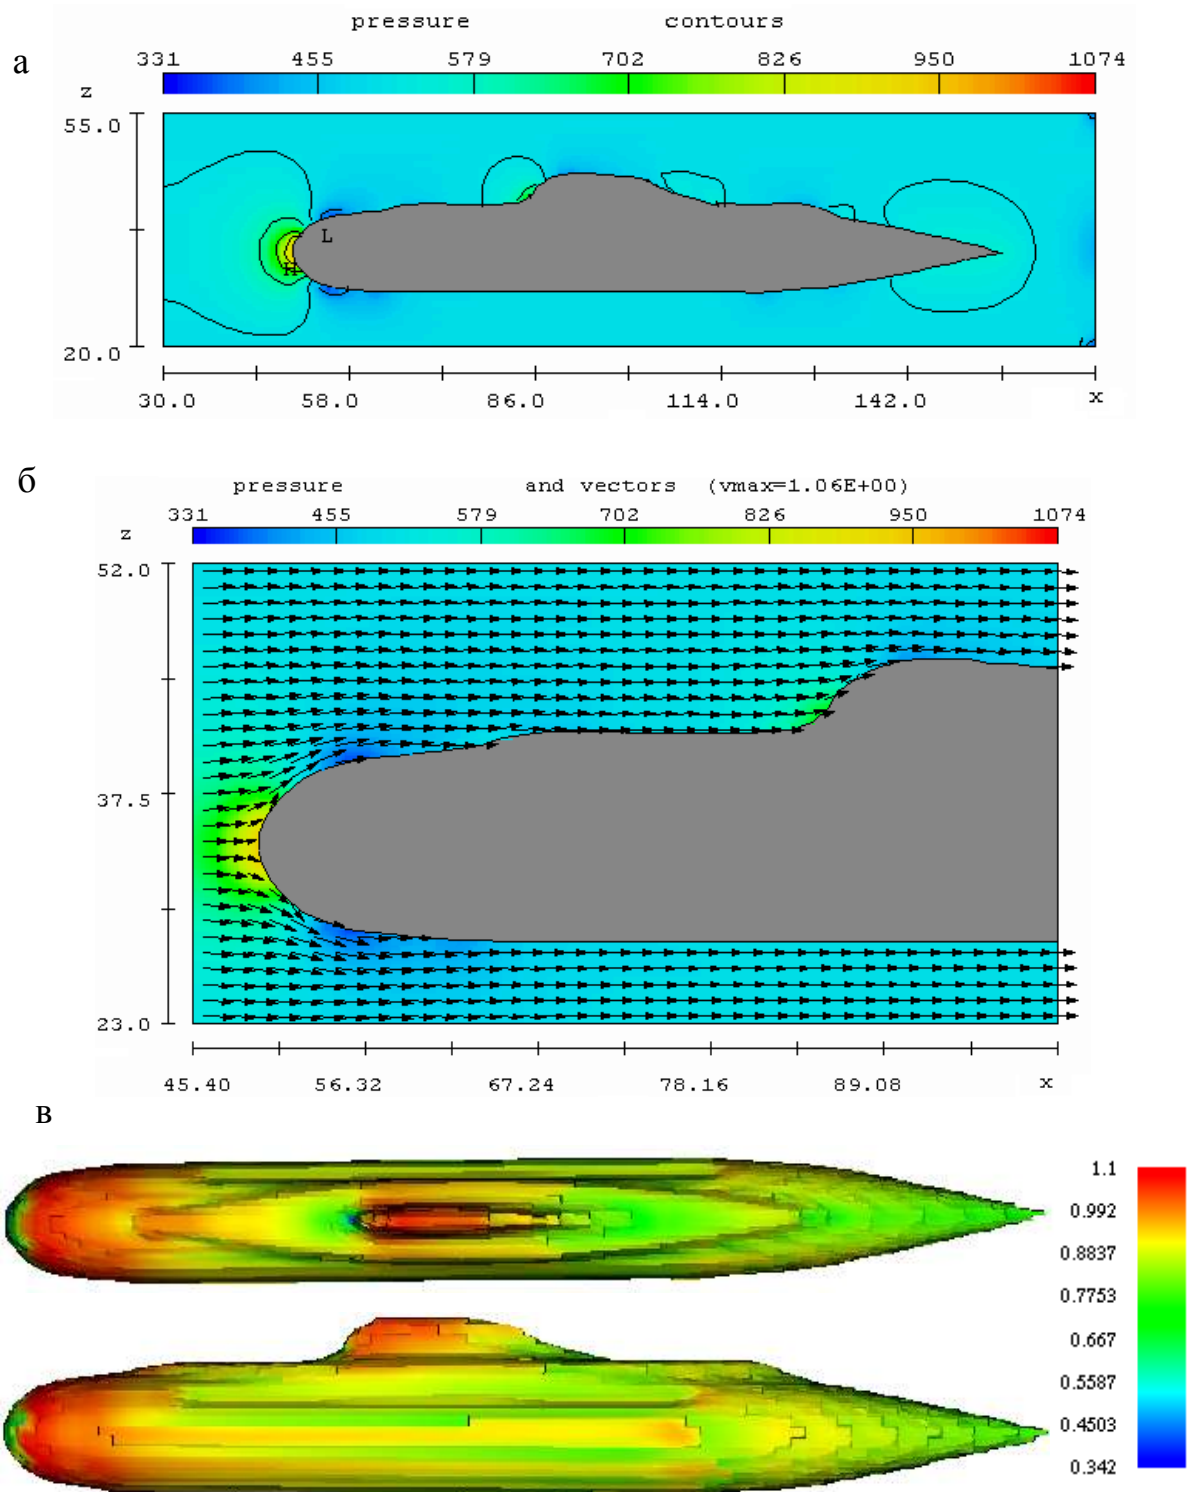 а
pressure contours
331 455 579 702 826 950 1074
z
55.0
L
H
20.0
30.0 58.0 86.0 114.0 142.0 x
б
pressure and vectors (vmax=1.06E+00)
331 455 579 702 826 950 1074
z
52.0
37.5
23.0
45.40 56.32 67.24 78.16 89.08 x
в
1.1
0.992
0.8837
0.7753
0.667
0.5587
0.4503
0.342